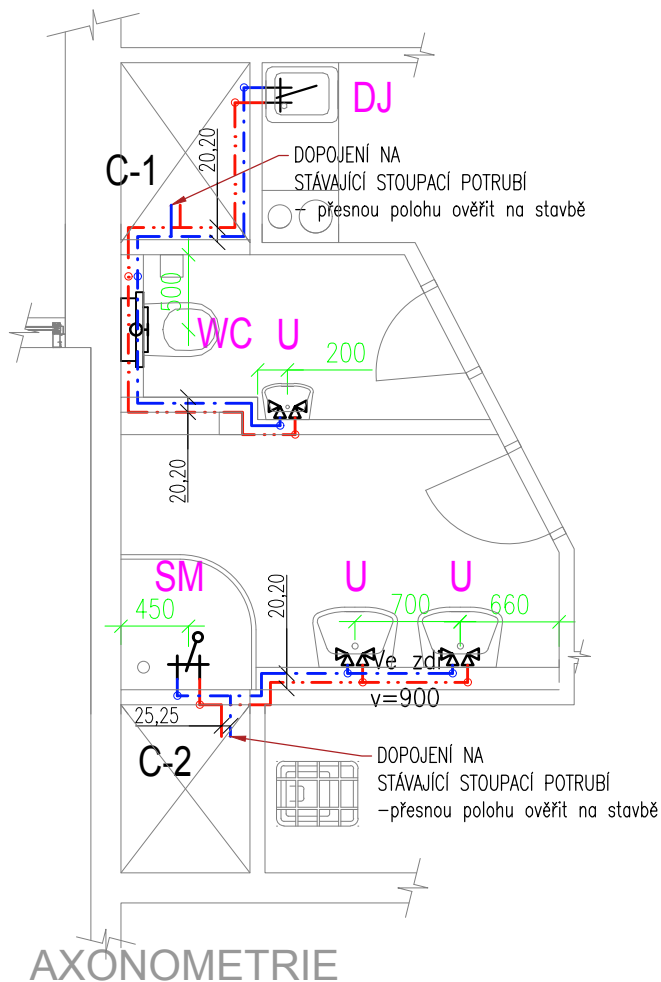 DJ
20,20
DOPOJENÍ NA
C-1
STÁVAJÍCÍ STOUPACÍ POTRUBÍ
- přesnou polohu ověřit na stavbě
500
WC U
200
20,20
SM
U
U
20,20
450
700
660
Ve zdi
v=900
25,25
C-2
DOPOJENÍ NA
STÁVAJÍCÍ STOUPACÍ POTRUBÍ
-přesnou polohu ověřit na stavbě
AXONOMETRIE